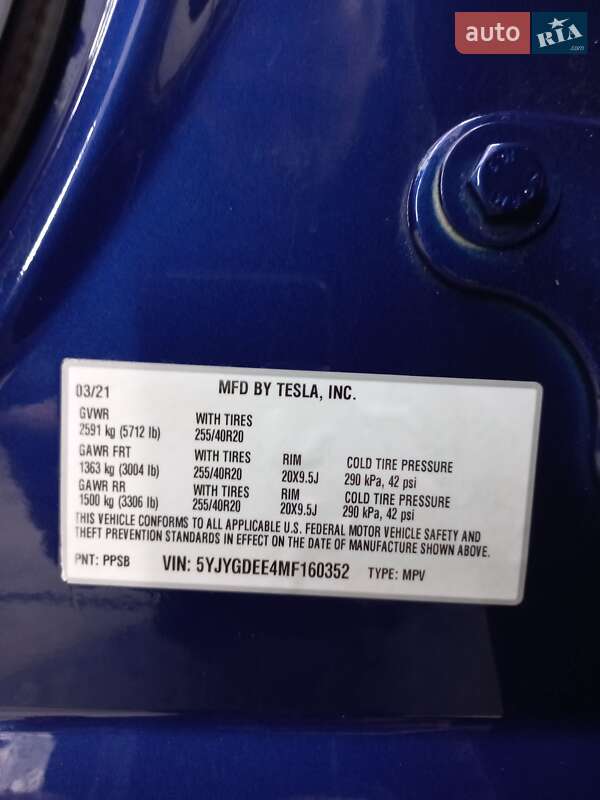 auto RIA .com
03/21 MFD BY TESLA, INC.
GVWR WITH TIRES
2591 kg (5712 lb) 255/40R20
GAWR FRT WITH TIRES RIM COLD TIRE PRESSURE
1363 kg (3004 lb) 255/40R20 20X9.5J 290 kPa, 42 psi
GAWR RR WITH TIRES RIM COLD TIRE PRESSURE
1500 kg (3306 lb) 255/40R20 20X9.5J 290 kPa, 42 psi
THIS VEHICLE CONFORMS TO ALL APPLICABLE U.S. FEDERAL MOTOR VEHICLE SAFETY AND
THEFT PREVENTION STANDARDS IN EFFECT ON THE DATE OF MANUFACTURE SHOWN ABOVE.
PNT: PPSB VIN: 5YJYGDEE4MF160352 TYPE: MPV